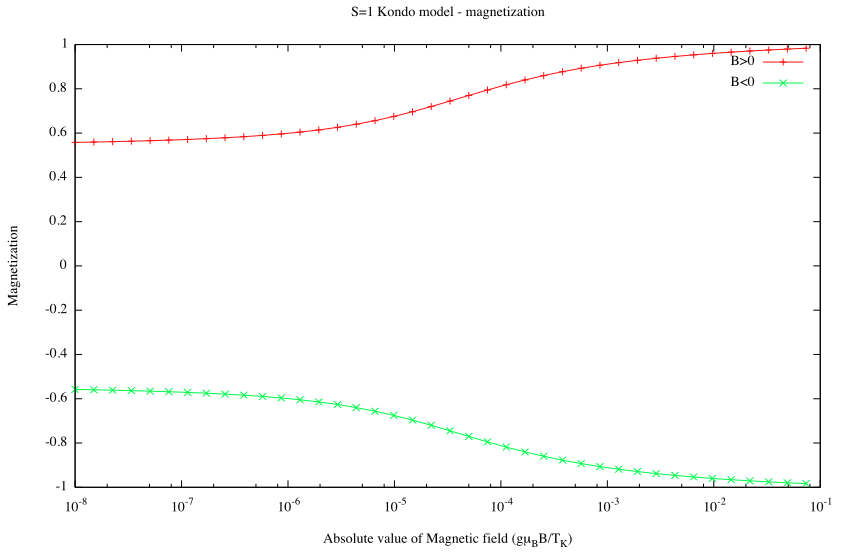 S=1 Kondo model - magnetization
1
0.8
0.6
0.4
0.2
0
-0.2
-0.4
-0.6
-0.8
-1
Magnetization
B>0
B<0
10^-8 10^-7 10^-6 10^-5 10^-4 10^-3 10^-2 10^-1
Absolute value of Magnetic field (gμ_B B/T_K)